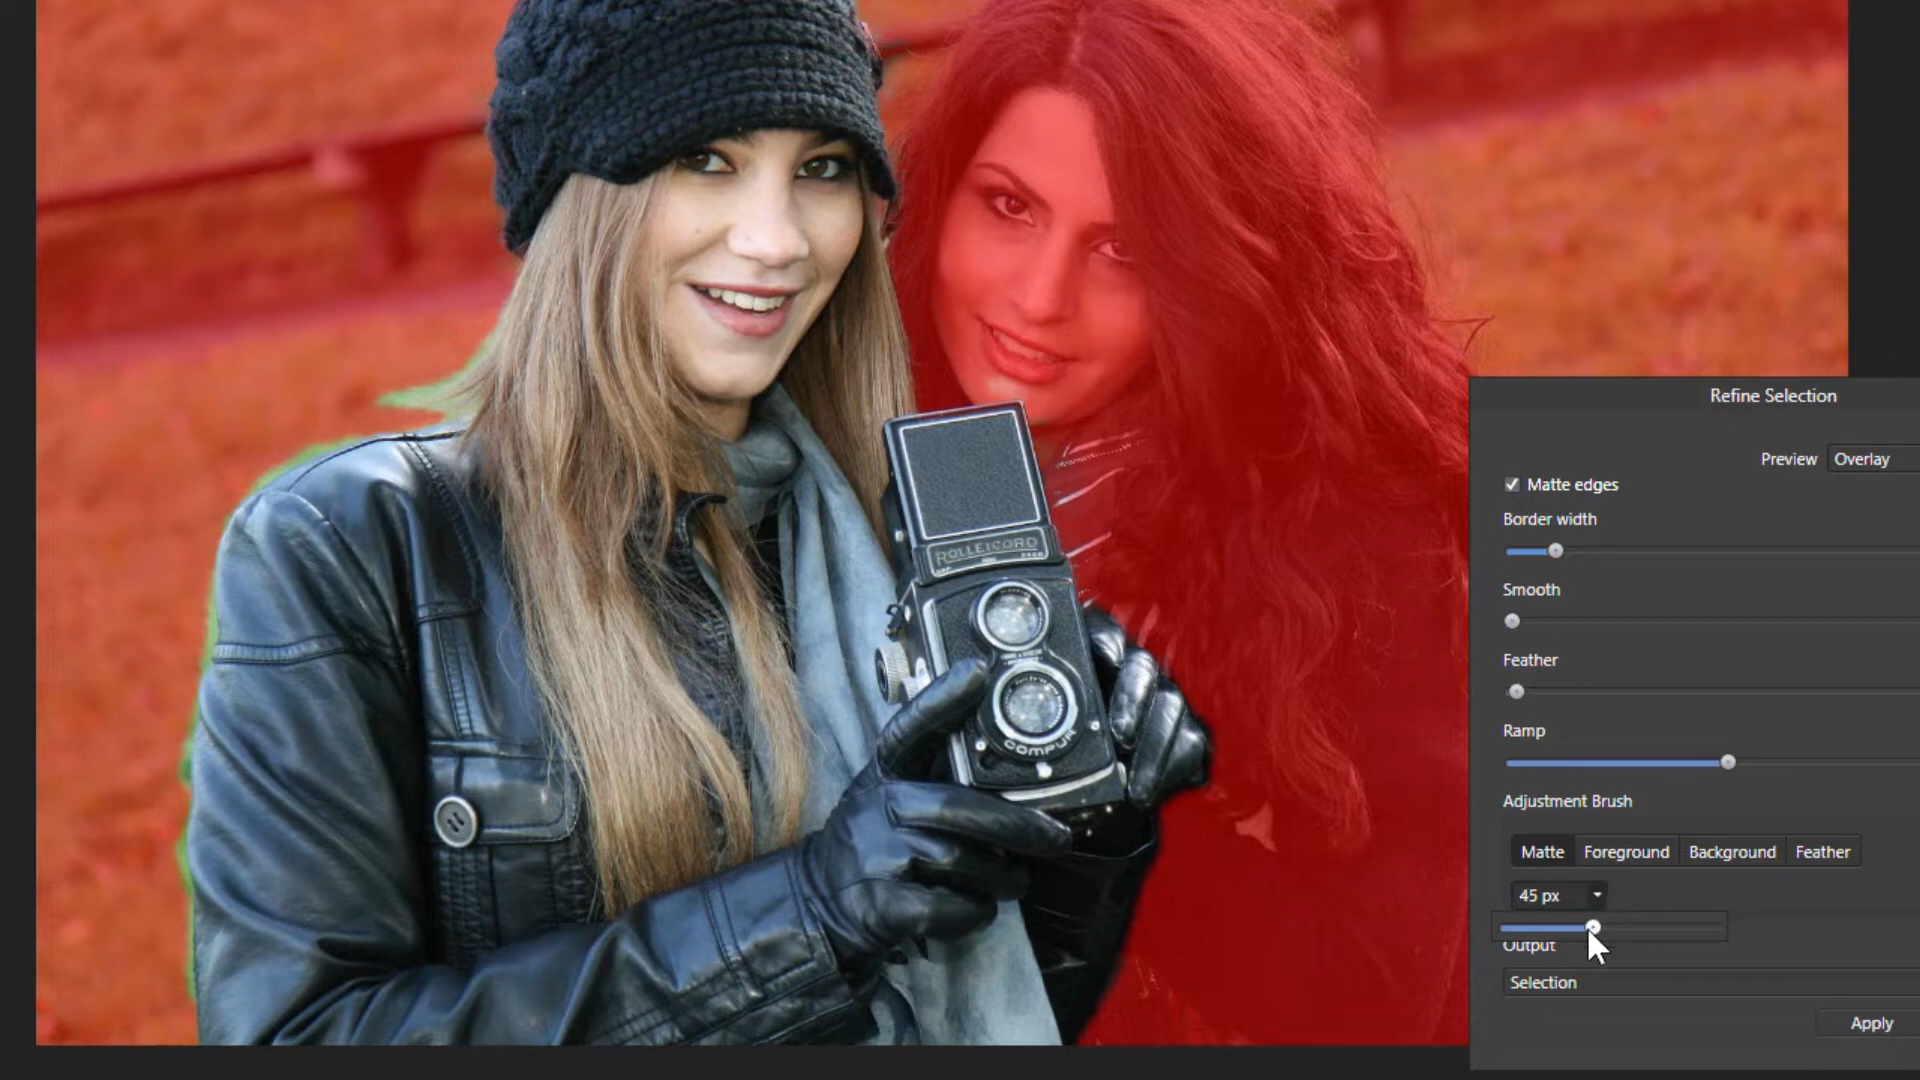 Refine Selection
Preview Overlay
Matte edges
Border width
Smooth
Feather
Ramp
Adjustment Brush
Matte Foreground Background Feather
45 px
Output
Selection
Apply
ROLLEICORD
COMPUR